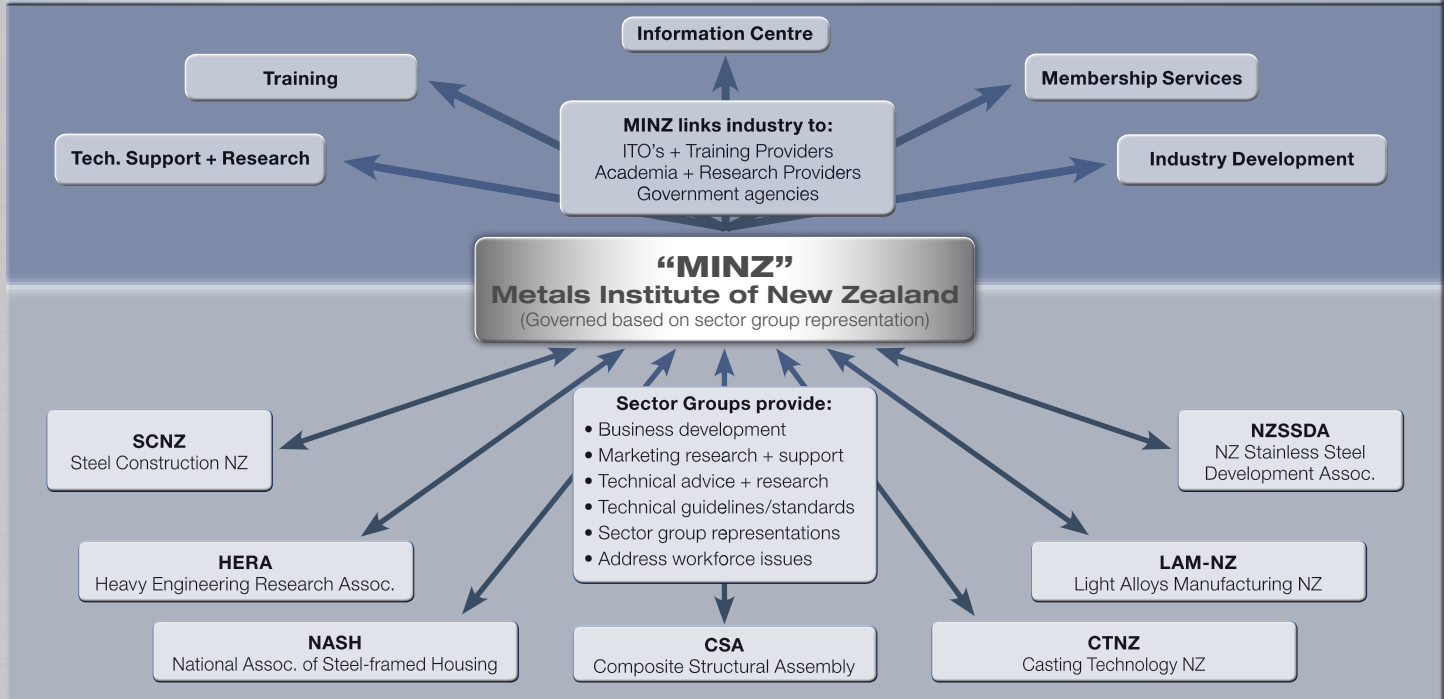 Information Centre
Training
Membership Services
MINZ links industry to:
ITO's + Training Providers
Academia + Research Providers
Government agencies
Tech. Support + Research
Industry Development
“MINZ”
Metals Institute of New Zealand
(Governed based on sector group representation)
Sector Groups provide:
• Business development
• Marketing research + support
• Technical advice + research
• Technical guidelines/standards
• Sector group representations
• Address workforce issues
SCNZ
Steel Construction NZ
NZSSDA
NZ Stainless Steel
Development Assoc.
HERA
Heavy Engineering Research Assoc.
LAM-NZ
Light Alloys Manufacturing NZ
NASH
National Assoc. of Steel-framed Housing
CSA
Composite Structural Assembly
CTNZ
Casting Technology NZ